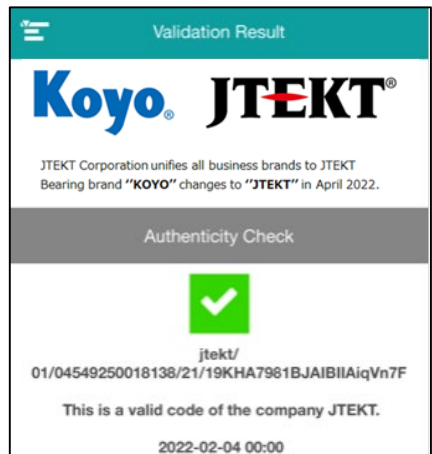 Validation Result
Koyo®
JTEKT®
JTEKT Corporation unifies all business brands to JTEKT
Bearing brand "KOYO" changes to "JTEKT" in April 2022.
Authenticity Check
jtekt/
01/04549250018138/21/19KHA7981BJAIBIIAiqVn7F
This is a valid code of the company JTEKT.
2022-02-04 00:00